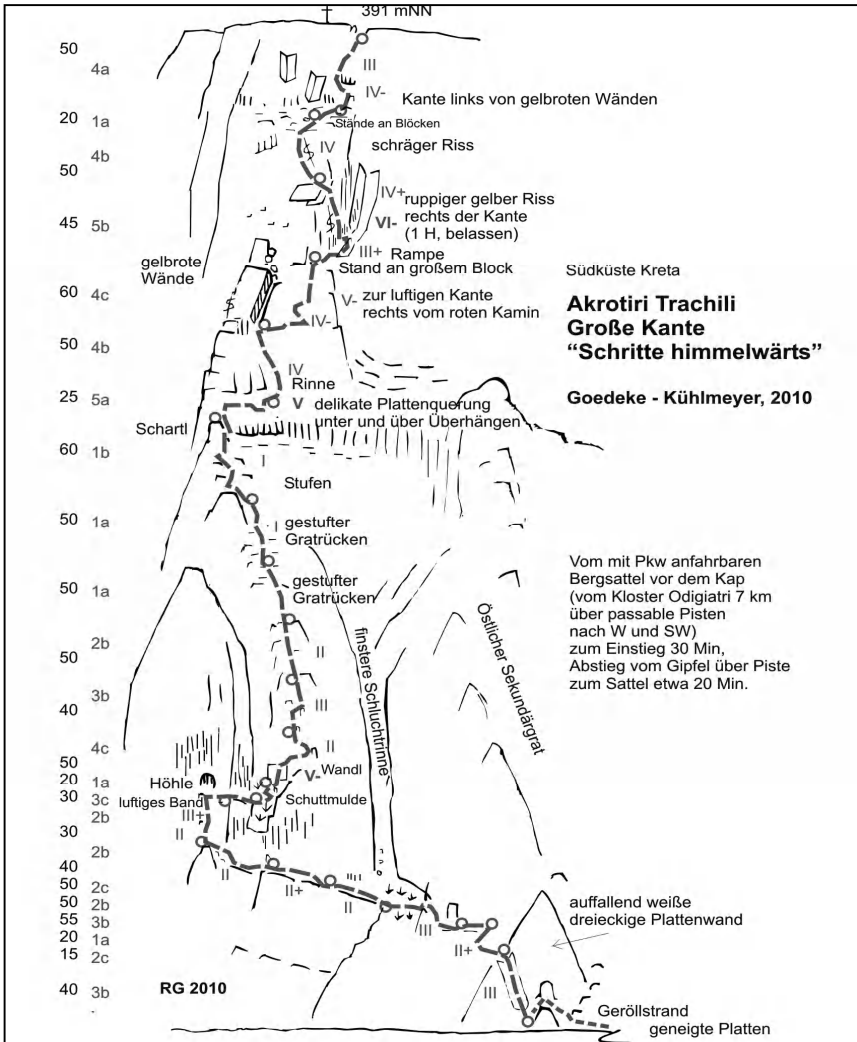 391 mNN
50
4a
III
IV-
Kante links von gelbroten Wänden
20
1a
Stände an Blöcken
IV
schräger Riss
4b
50
IV+
ruppiger gelber Riss
VI-
rechts der Kante
(1 H, belassen)
45
5b
III+
Rampe
Stand an großem Block
gelbrote
Wände
60
4c
V-
zur luftigen Kante
rechts vom roten Kamin
IV-
Südküste Kreta
Akrotiri Trachili
Große Kante
“Schritte himmelwärts”
Goedeke - Kühlmeyer, 2010
50
4b
IV
Rinne
25
5a
V
delikate Plattenquerung
unter und über Überhängen
Schartl
60
1b
I
Stufen
50
1a
gestufter
Gratrücken
50
1a
gestufter
Gratrücken
Vom mit Pkw anfahrbaren
Bergsattel vor dem Kap
(vom Kloster Odigiatri 7 km
über passable Pisten
nach W und SW)
zum Einstieg 30 Min,
Abstieg vom Gipfel über Piste
zum Sattel etwa 20 Min.
2b
II
50
finstere Schluchtrinne
Östlicher Sekundärgrat
3b
III
40
4c
II
50
V-
Wandl
20
1a
Höhle
30
3c
luftiges Band
Schuttmulde
2b
III+
30
II
2b
40
II
50
2c
II+
50
2b
II
55
3b
III
20
1a
II+
15
2c
auffallend weiße
dreieckige Plattenwand
40
3b
III
RG 2010
Geröllstrand
geneigte Platten